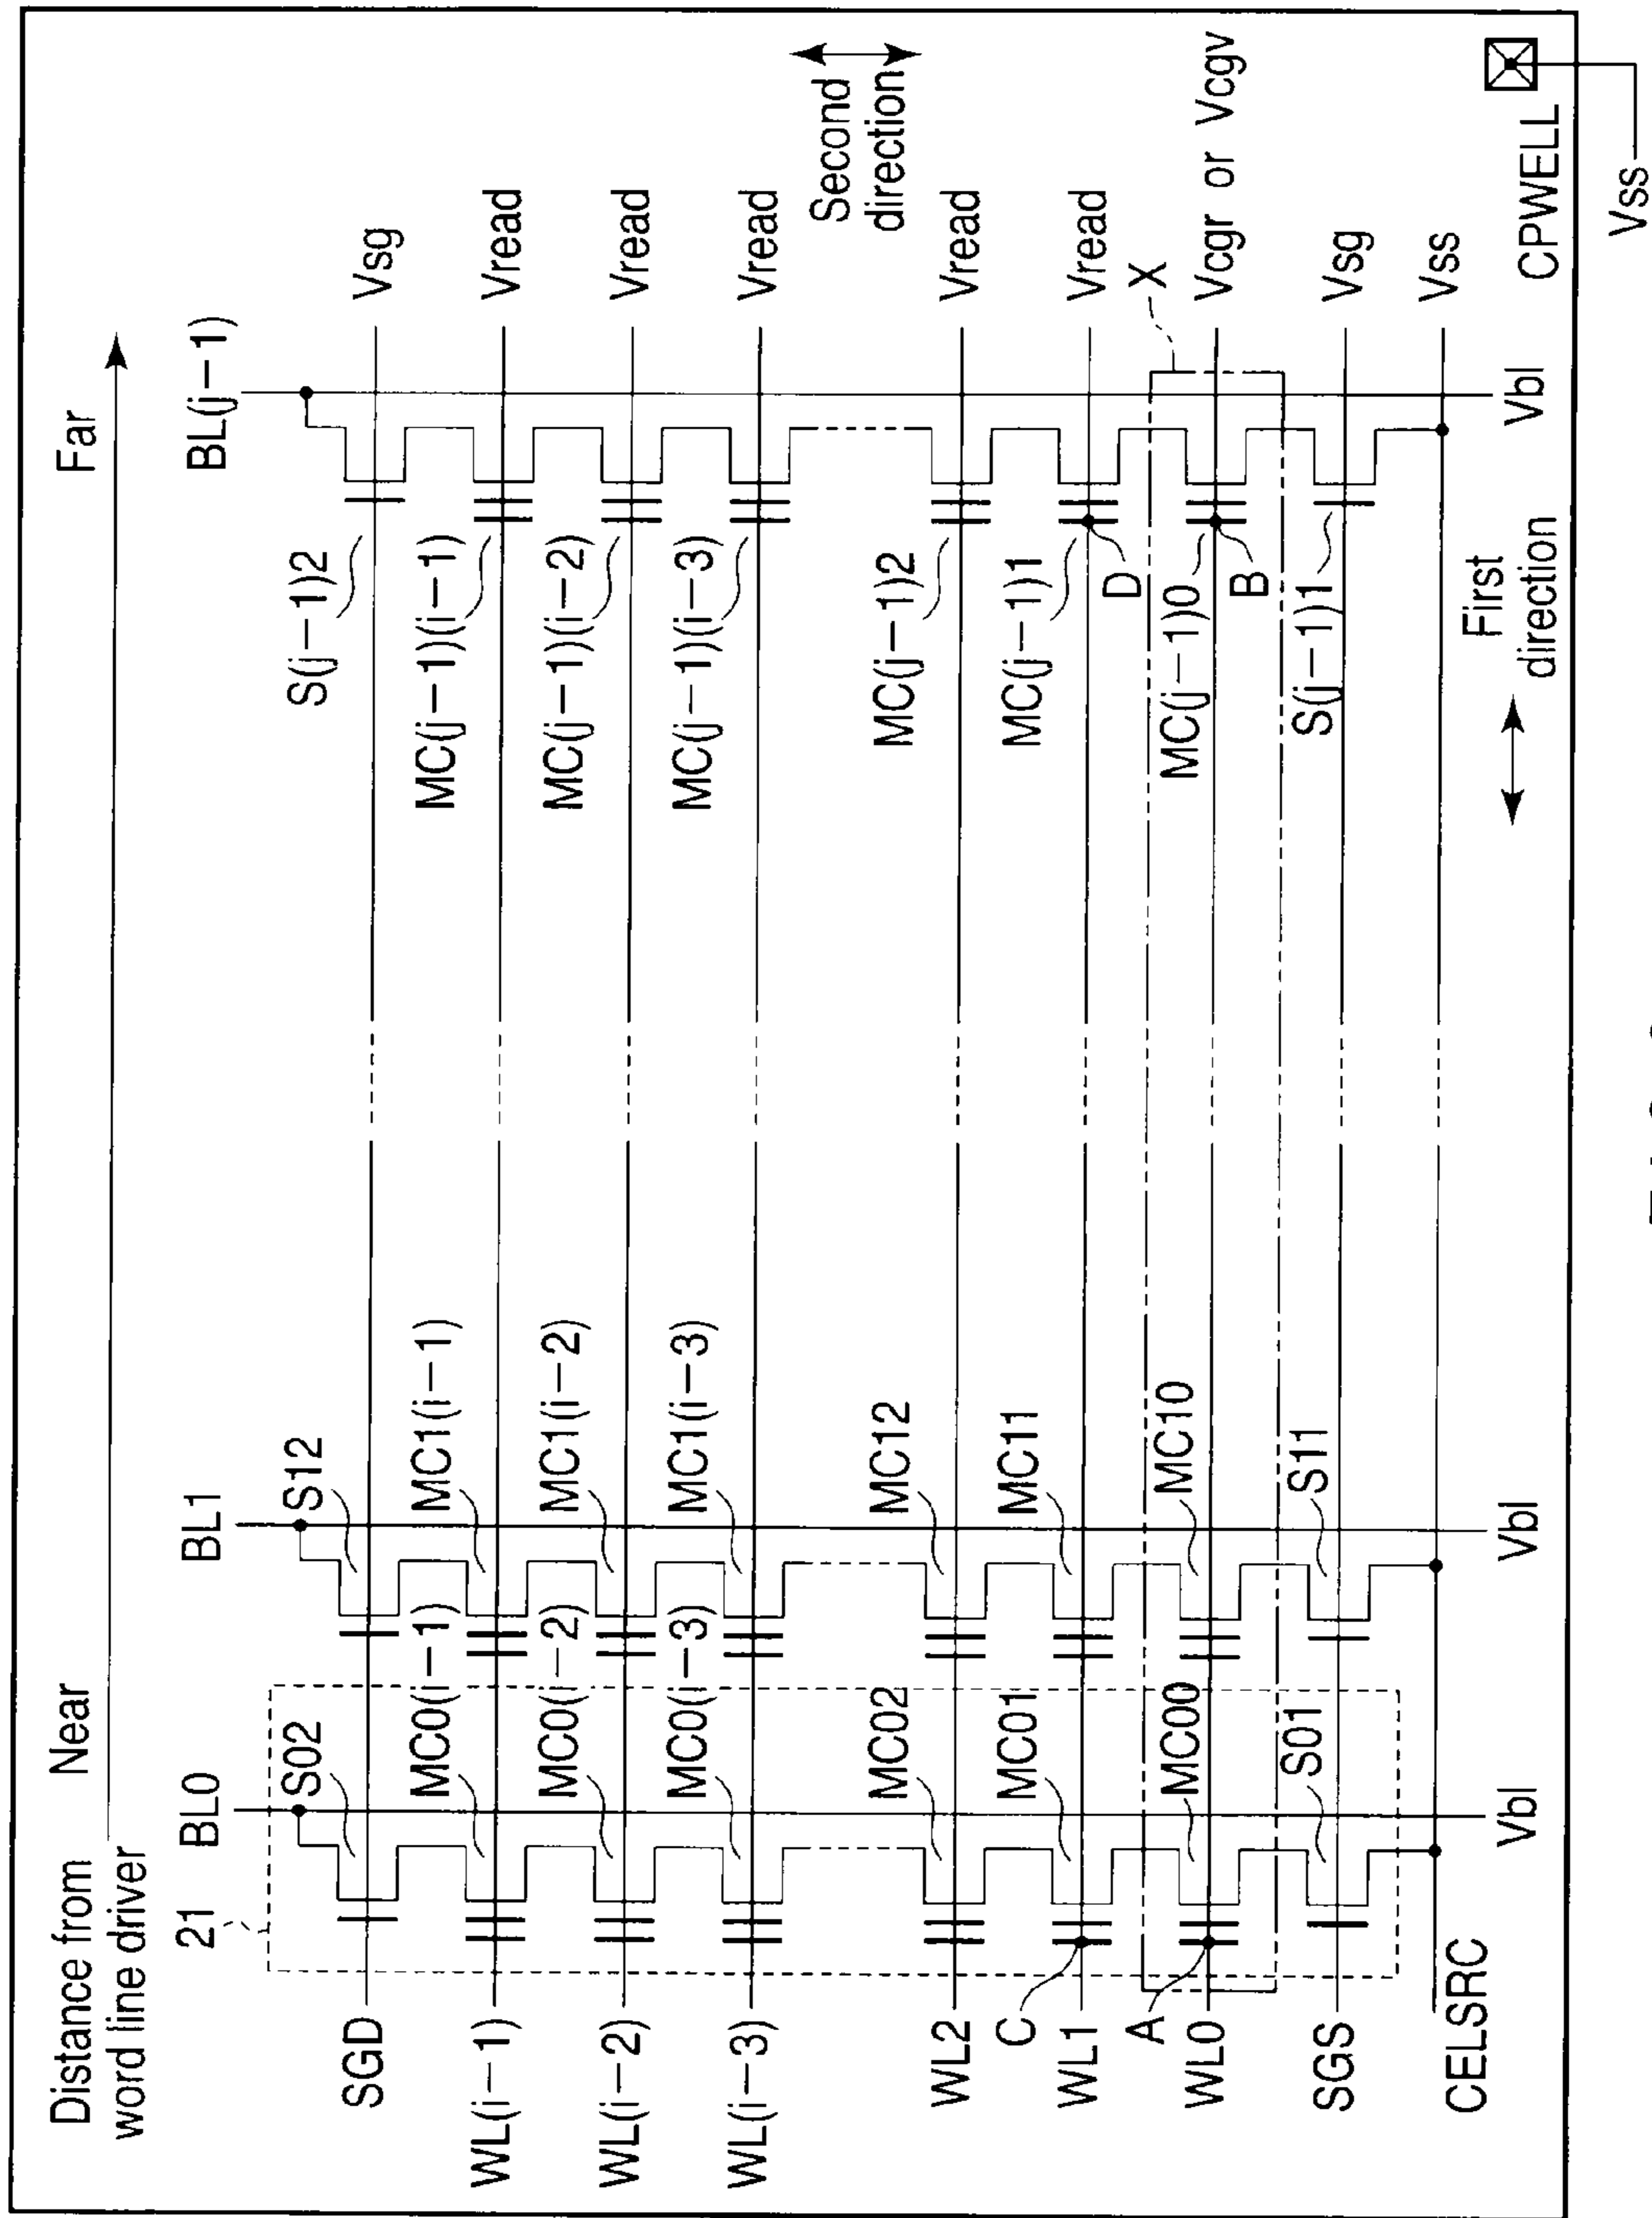 Distance from
word line driver
Near
Far
21
BL0
BL1
BL(j−1)
S02
S12
S(j−1)2
SGD
Vsg
MC0(i−1)
MC1(i−1)
MC(j−1)(i−1)
WL(i−1)
Vread
MC0(i−2)
MC1(i−2)
MC(j−1)(i−2)
WL(i−2)
Vread
MC0(i−3)
MC1(i−3)
MC(j−1)(i−3)
WL(i−3)
Vread
Second
direction
MC02
MC12
MC(j−1)2
WL2
Vread
C
MC01
MC11
MC(j−1)1
WL1
Vread
D
X
A
MC00
MC10
MC(j−1)0
WL0
Vcgr or Vcgv
B
S01
S11
S(j−1)1
SGS
Vsg
CELSRC
Vss
First
direction
Vbl
Vbl
Vbl
CPWELL
Vss